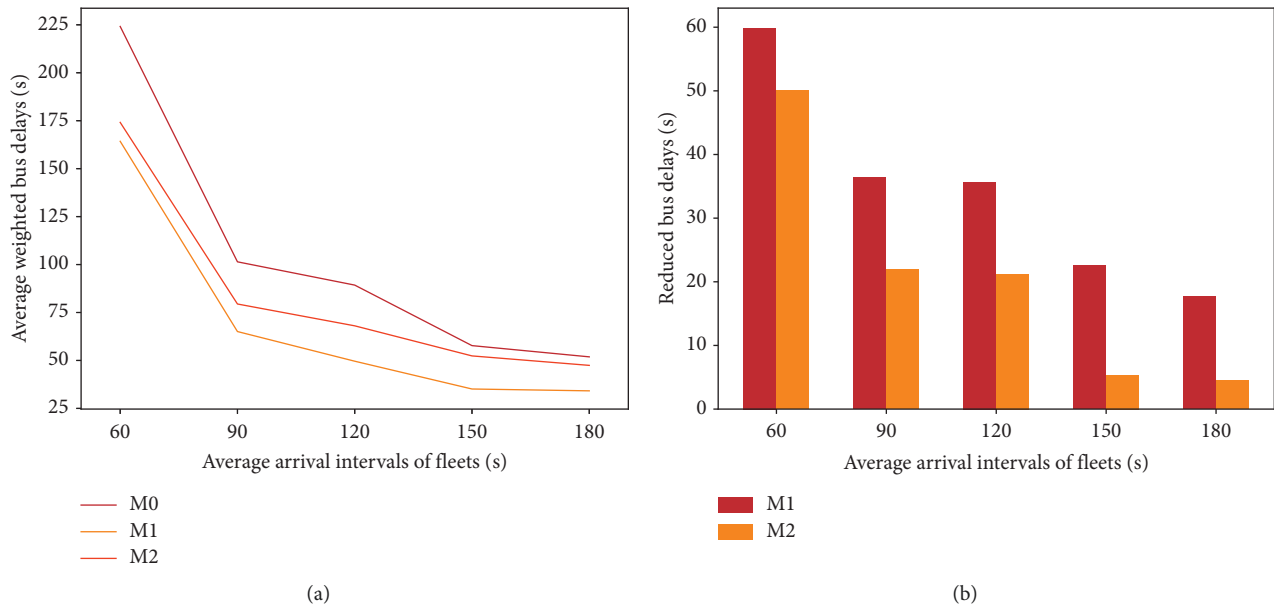 Average weighted bus delays (s)
225
200
175
150
125
100
75
50
25
60 90 120 150 180
Average arrival intervals of fleets (s)
M0
M1
M2
(a)
Reduced bus delays (s)
60
50
40
30
20
10
0
60 90 120 150 180
Average arrival intervals of fleets (s)
M1
M2
(b)